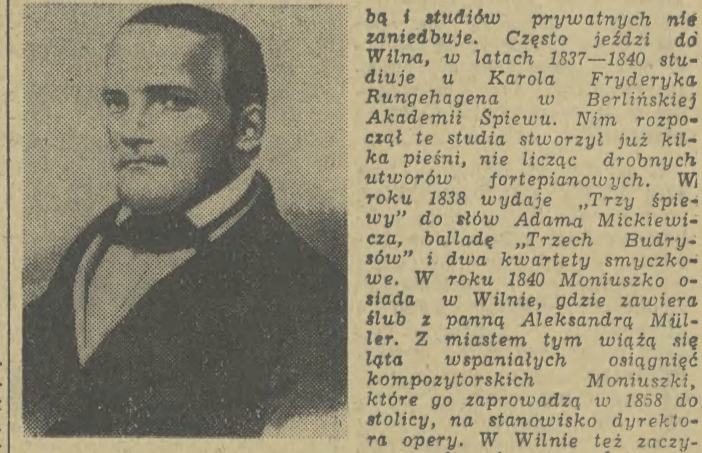 bą i studiów prywatnych nie
zaniedbuje. Często jeździ do
Wilna, w latach 1837—1840 stu-
diuje u Karola Fryderyka
Rungehagena w Berlińskiej
Akademii Śpiewu. Nim rozpo-
czął te studia stworzył już kil-
ka pieśni, nie licząc drobnych
utworów fortepianowych. W
roku 1838 wydaje „Trzy śpie-
wy” do słów Adama Mickiewi-
cza, balladę „Trzech Budry-
sów” i dwa kwartety smyczko-
we. W roku 1840 Moniuszko o-
siada w Wilnie, gdzie zawiera
ślub z panną Aleksandrą Mül-
ler. Z miastem tym wiążą się
lata wspaniałych osiągnięć
kompozytorskich Moniuszki,
które go zaprowadzą w 1858 do
stolicy, na stanowisko dyrekto-
ra opery. W Wilnie też zaczy-